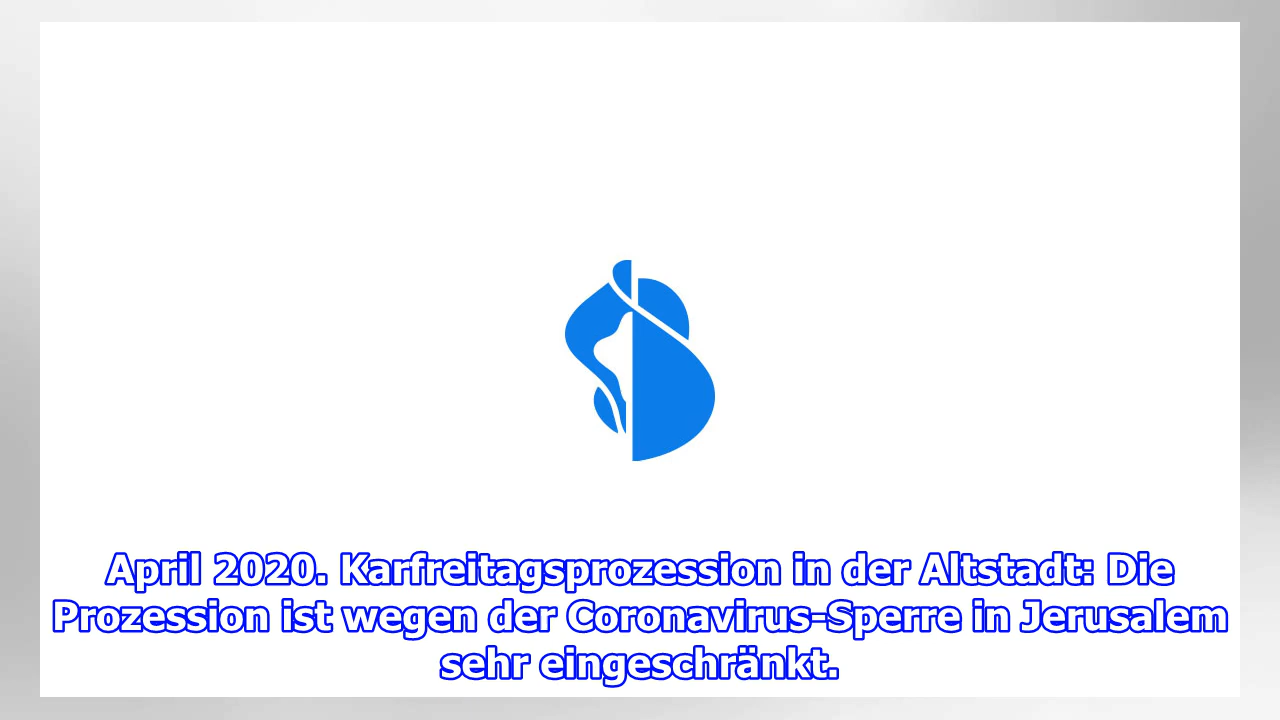 April 2020. Karfreitagsprozession in der Altstadt: Die
Prozession ist wegen der Coronavirus-Sperre in Jerusalem
sehr eingeschränkt.